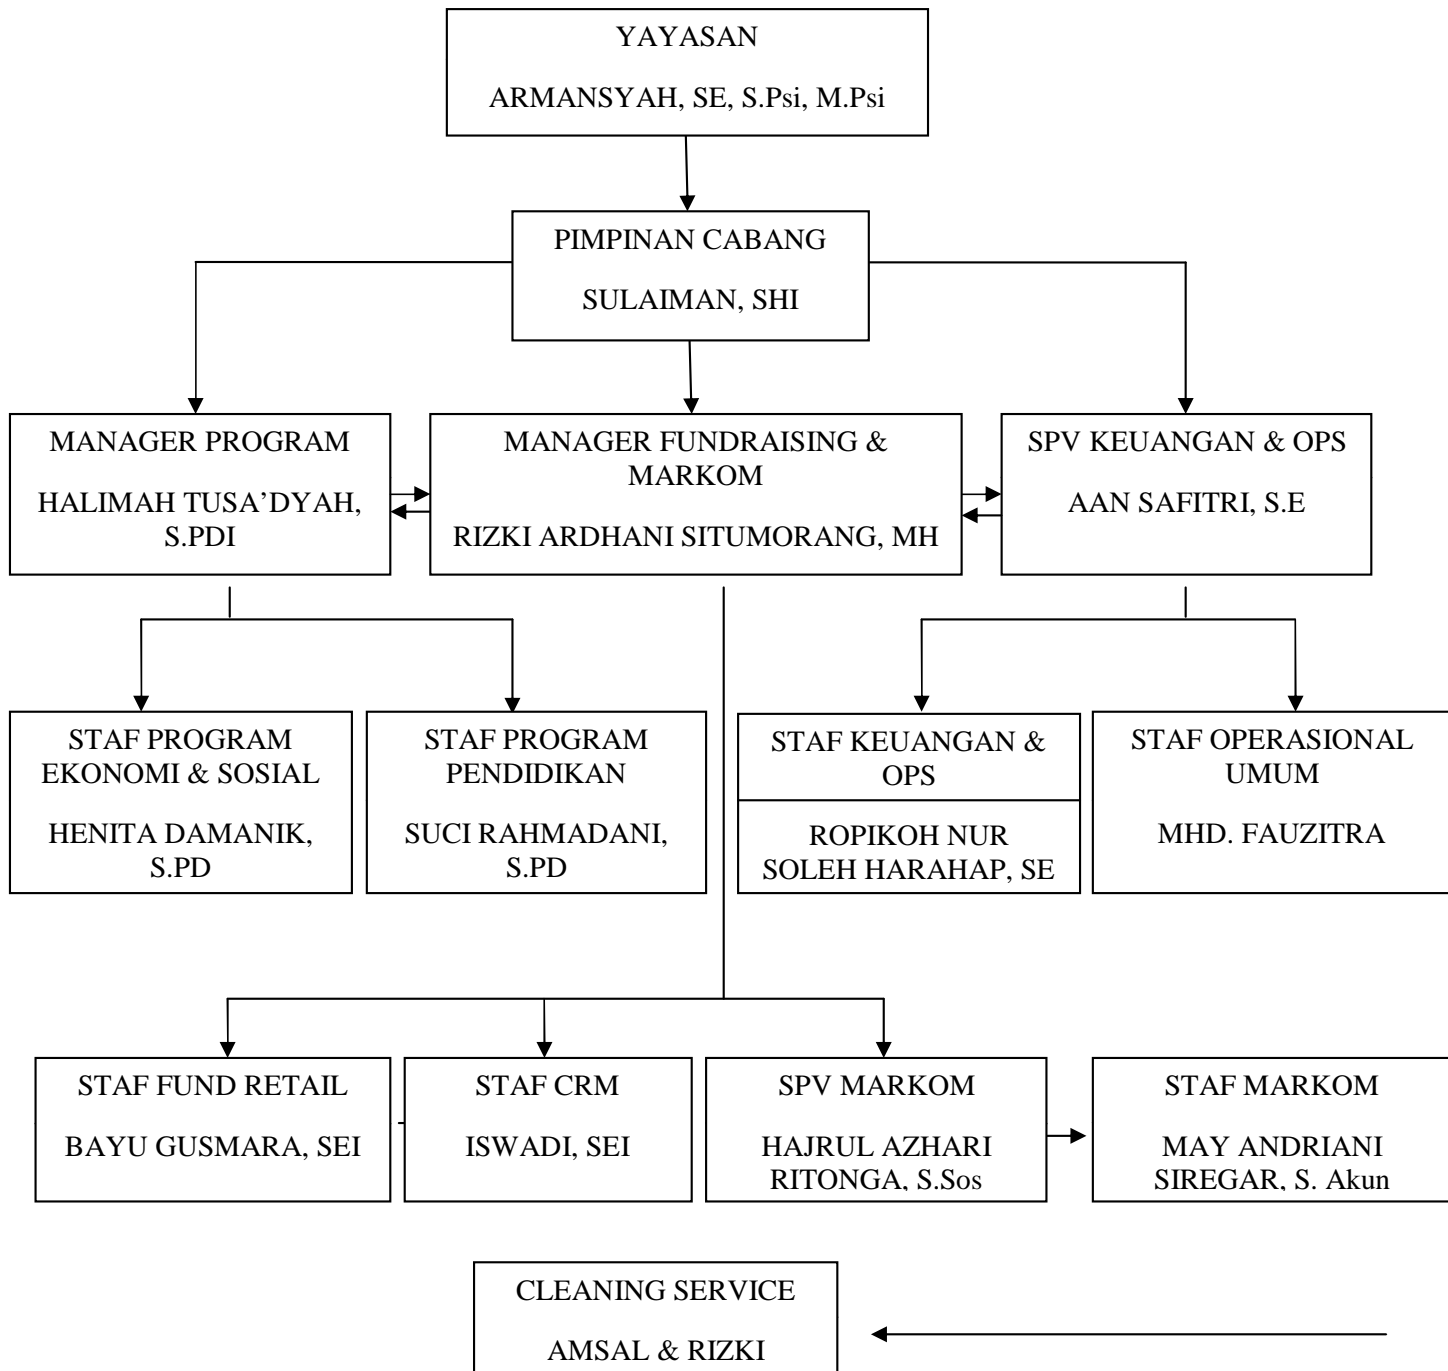 YAYASAN
ARMANSYAH, SE, S.Psi, M.Psi
PIMPINAN CABANG
SULAIMAN, SHI
MANAGER PROGRAM
HALIMAH TUSA’DYAH,
S.PDI
MANAGER FUNDRAISING &
MARKOM
RIZKI ARDHANI SITUMORANG, MH
SPV KEUANGAN & OPS
AAN SAFITRI, S.E
STAF PROGRAM
EKONOMI & SOSIAL
HENITA DAMANIK,
S.PD
STAF PROGRAM
PENDIDIKAN
SUCI RAHMADANI,
S.PD
STAF KEUANGAN &
OPS
ROPIKOH NUR
SOLEH HARAHAP, SE
STAF OPERASIONAL
UMUM
MHD. FAUZITRA
STAF FUND RETAIL
BAYU GUSMARA, SEI
STAF CRM
ISWADI, SEI
SPV MARKOM
HAJRUL AZHARI
RITONGA, S.Sos
STAF MARKOM
MAY ANDRIANI
SIREGAR, S. Akun
CLEANING SERVICE
AMSAL & RIZKI